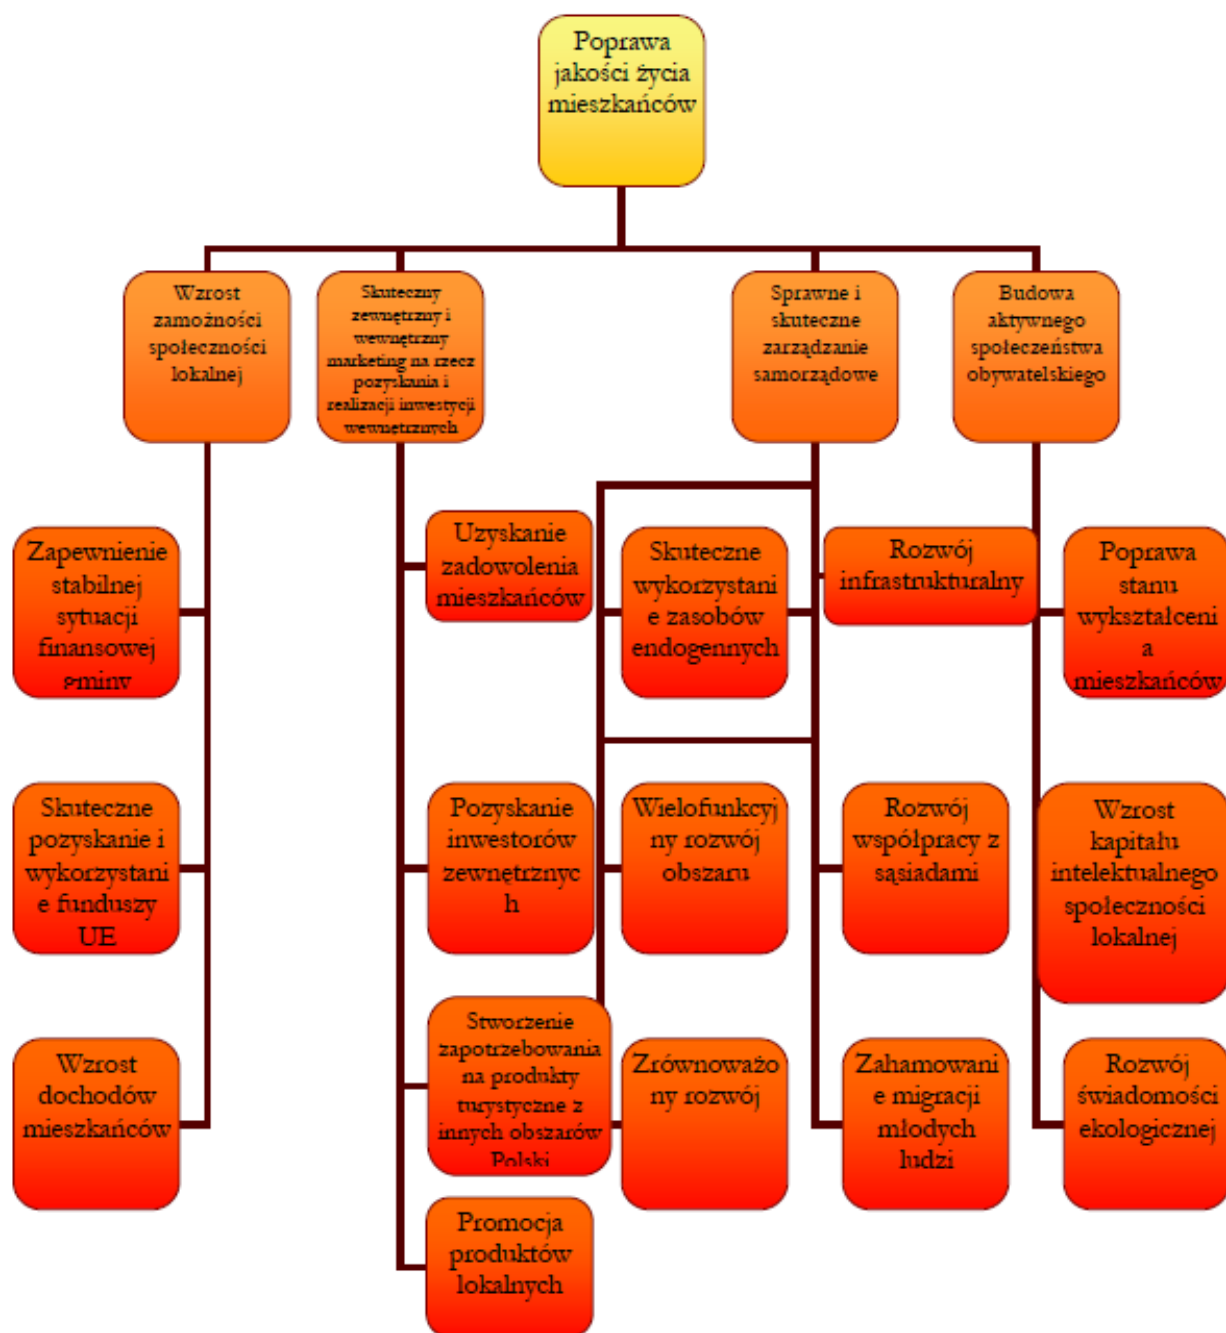 Poprawa
jakości życia
mieszkańców
Wzrost
zamożności
społeczności
lokalnej
Skuteczny
zewnętrzny i
wewnętrzny
marketing na rzecz
pozyskania i
realizacji inwestycji
wewnętrznych
Sprawne i
skuteczne
zarządzanie
samorządowe
Budowa
aktywnego
społeczeństwa
obywatelskiego
Zapewnienie
stabilnej
sytuacji
finansowej
gminy
Uzyskanie
zadowolenia
mieszkańców
Skuteczne
wykorzystani
e zasobów
endogennych
Rozwój
infrastrukturalny
Poprawa
stanu
wykształceni
a
mieszkańców
Skuteczne
pozyskanie i
wykorzystani
e funduszy
UE
Pozyskanie
inwestorów
zewnętrznyc
h
Wielofunkcyj
ny rozwój
obszaru
Rozwój
współpracy z
sąsiadami
Wzrost
kapitału
intelektualnego
społeczności
lokalnej
Wzrost
dochodów
mieszkańców
Stworzenie
zapotrzebowania
na produkty
turystyczne z
innych obszarów
Polski
Zrównoważo
ny rozwój
Zahamowani
e migracji
młodych
ludzi
Rozwój
świadomości
ekologicznej
Promocja
produktów
lokalnych